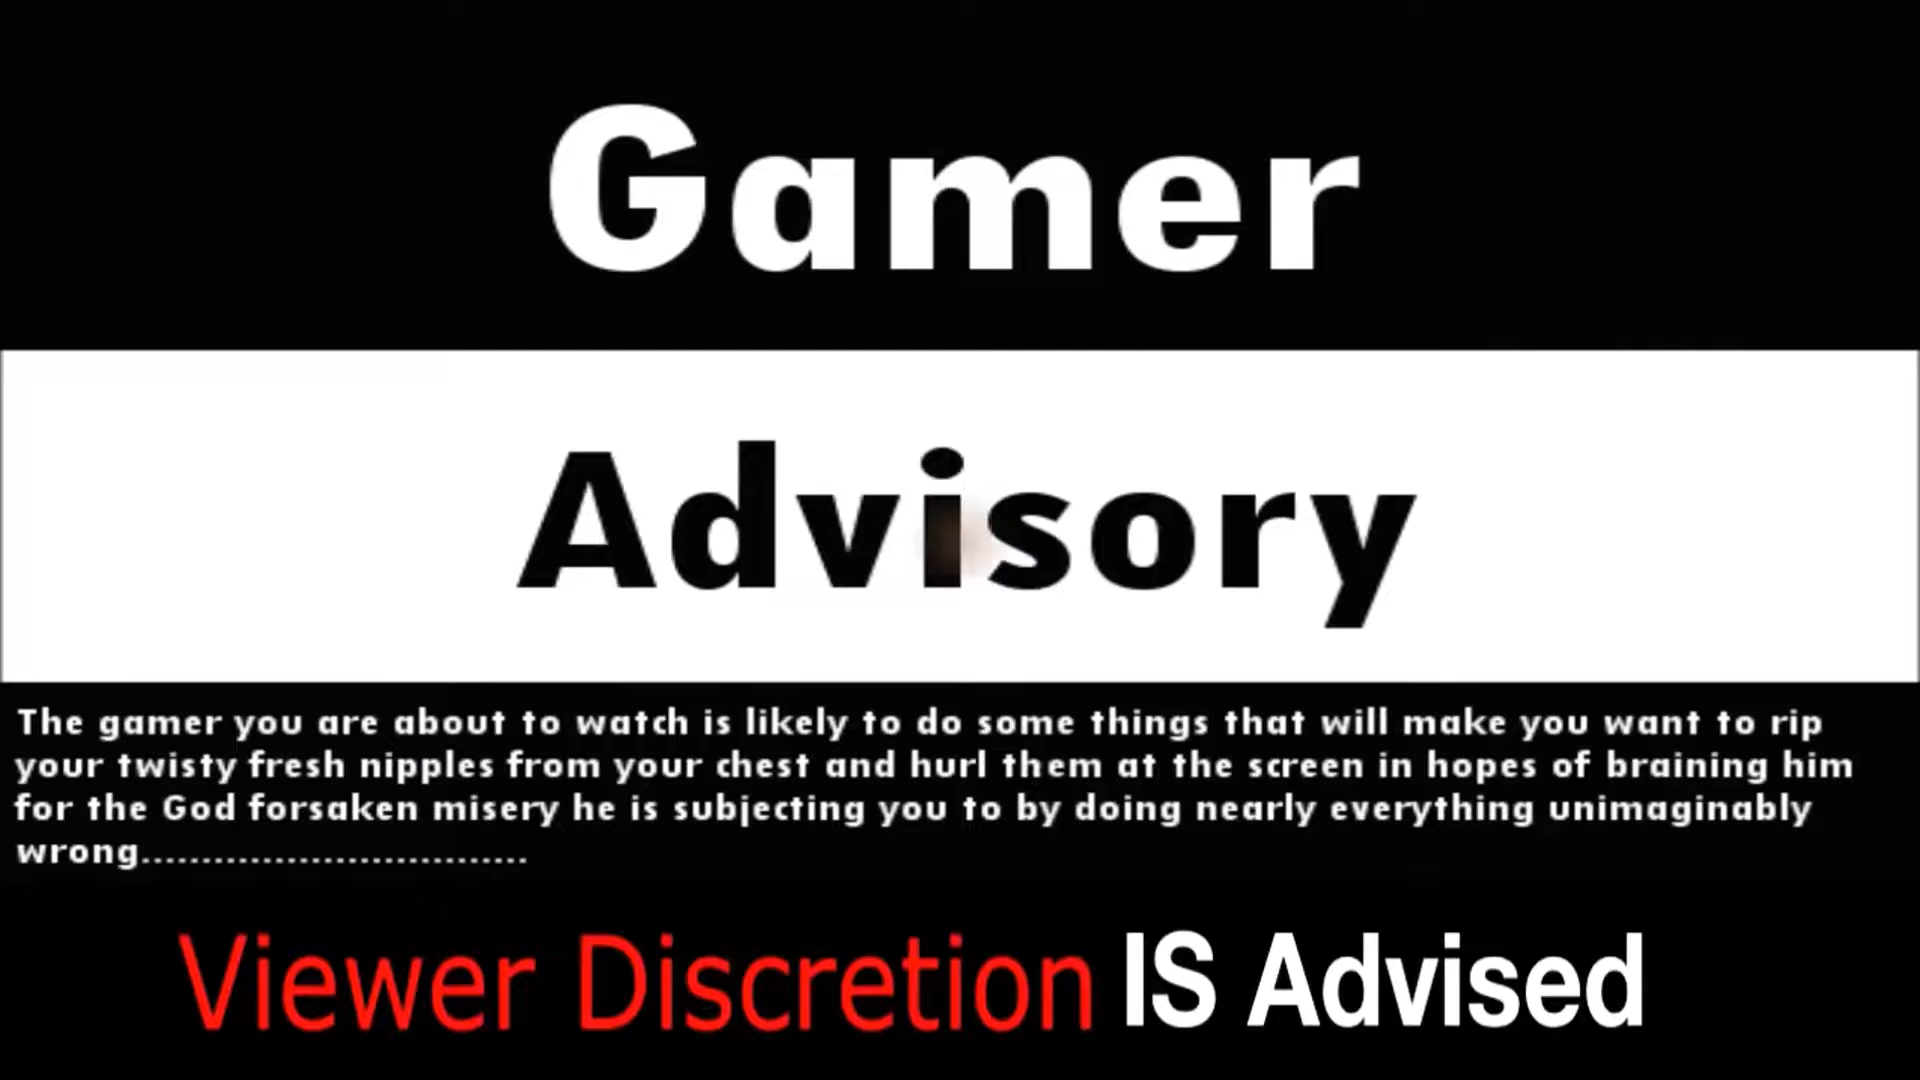 Gamer
Advisory
The gamer you are about to watch is likely to do some things that will make you want to rip
your twisty fresh nipples from your chest and hurl them at the screen in hopes of braining him
for the God forsaken misery he is subjecting you to by doing nearly everything unimaginably
wrong................................
Viewer Discretion IS Advised